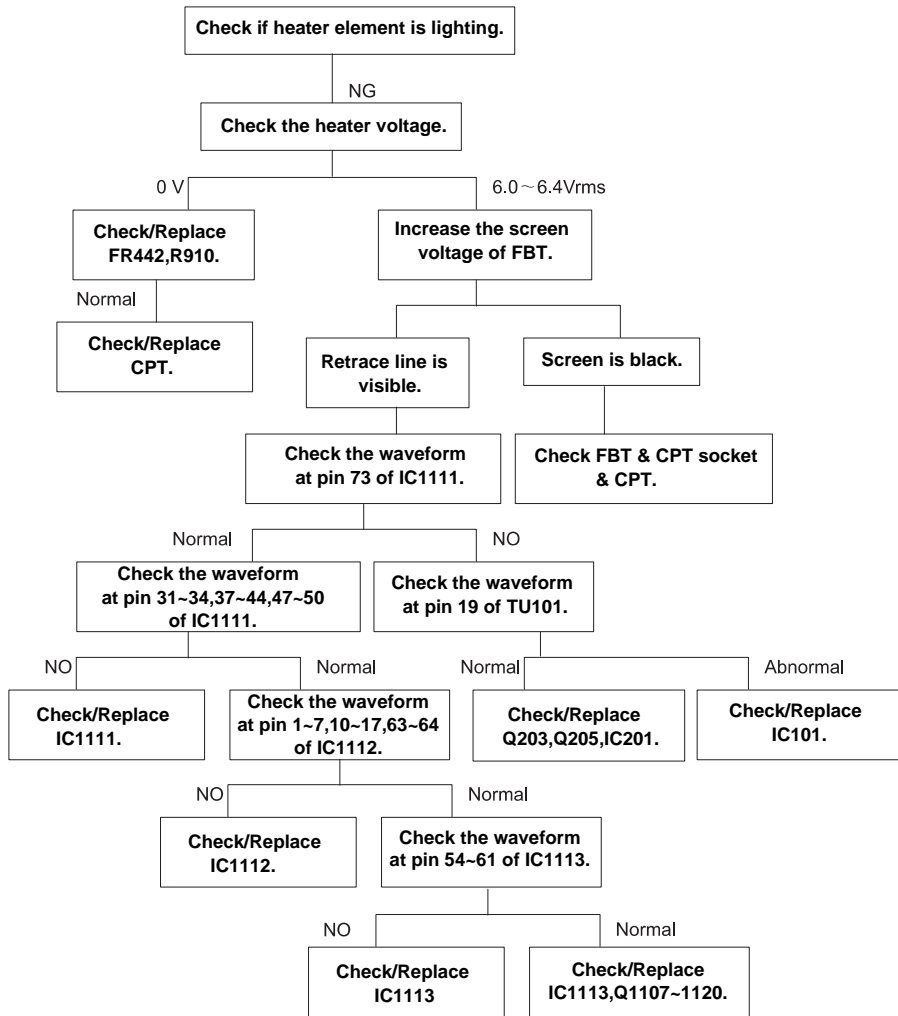 Check if heater element is lighting.
NG
Check the heater voltage.
0 V
6.0～6.4Vrms
Check/Replace
FR442,R910.
Increase the screen
voltage of FBT.
Normal
Check/Replace
CPT.
Retrace line is
visible.
Screen is black.
Check the waveform
at pin 73 of IC1111.
Check FBT & CPT socket
& CPT.
Normal
NO
Check the waveform
at pin 31~34,37~44,47~50
of IC1111.
Check the waveform
at pin 19 of TU101.
NO
Normal
Normal
Abnormal
Check/Replace
IC1111.
Check the waveform
at pin 1~7,10~17,63~64
of IC1112.
Check/Replace
Q203,Q205,IC201.
Check/Replace
IC101.
NO
Normal
Check/Replace
IC1112.
Check the waveform
at pin 54~61 of IC1113.
NO
Normal
Check/Replace
IC1113
Check/Replace
IC1113,Q1107~1120.